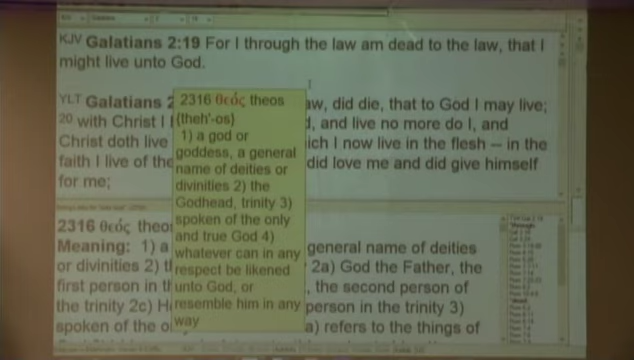 KJV Galatians 2:19 For I through the law am dead to the law, that I
might live unto God.
YLT Galatians 2
aw, did die, that to God I may live;
20 with Christ I
, and live no more do I, and
Christ doth live
ich I now live in the flesh — in the
faith I live of the
did love me and did give himself
for me;
2316 θεός theos
(theh'-os)
1) a god or
goddess, a general
name of deities or
divinities 2) the
Godhead, trinity 3)
spoken of the only
and true God 4)
whatever can in any
respect be likened
unto God, or
resemble him in any
way
2316 θεός theo
Meaning: 1) a
general name of deities
or divinities 2) t
2a) God the Father, the
first person in th
, the second person of
the trinity 2c) H
person in the trinity 3)
spoken of the o
a) refers to the things of